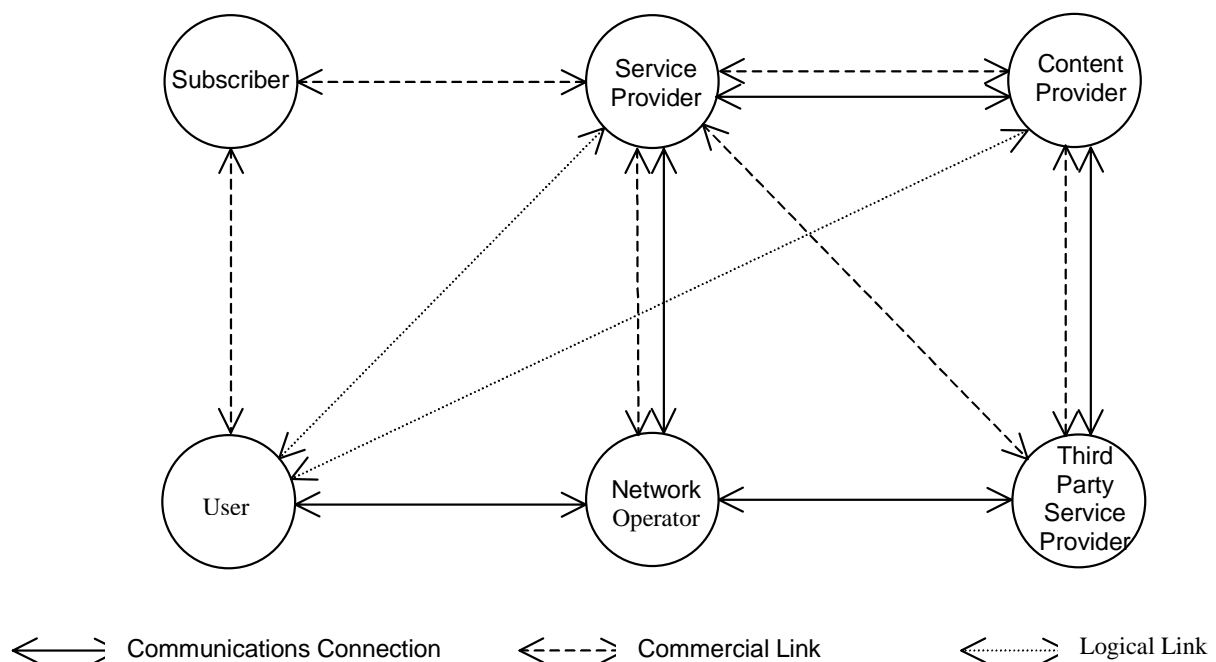 Subscriber
Service
Provider
Content
Provider
User
Network
Operator
Third
Party
Service
Provider
Communications Connection
Commercial Link
Logical Link